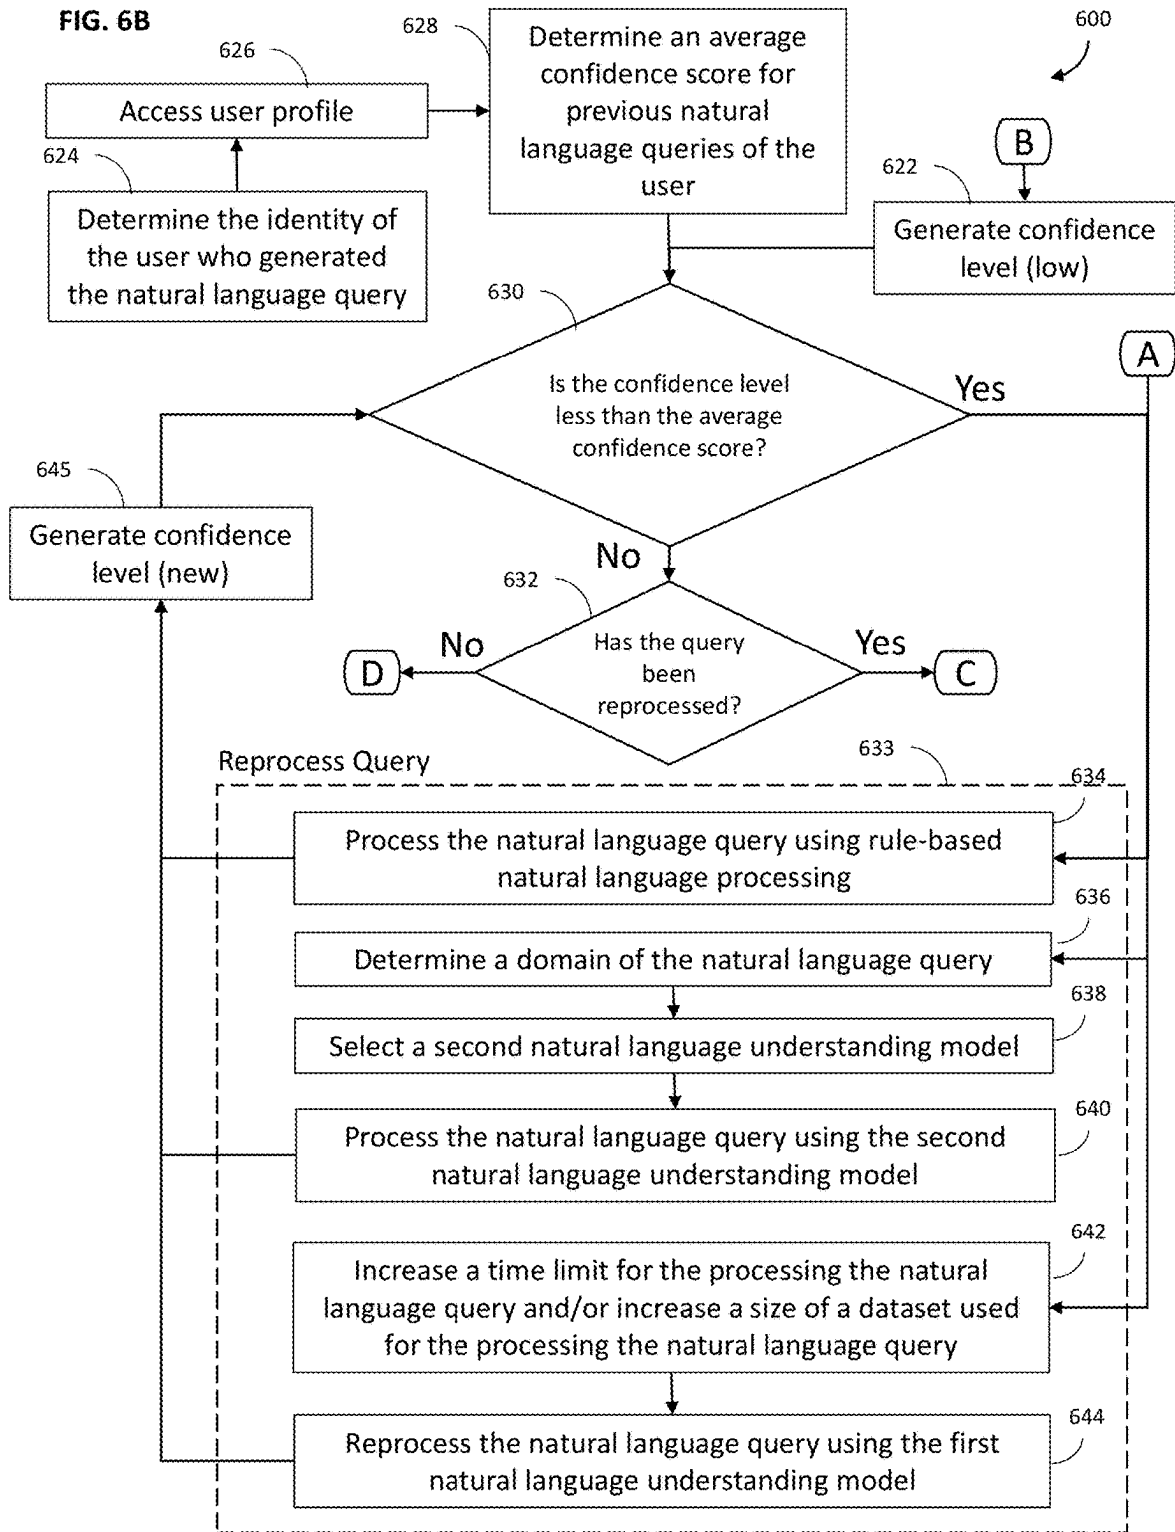 FIG. 6B
600
628
Determine an average
confidence score for
previous natural
language queries of the
user
626
Access user profile
624
Determine the identity of
the user who generated
the natural language query
B
622
Generate confidence
level (low)
630
Is the confidence level
less than the average
confidence score?
Yes
A
645
Generate confidence
level (new)
No
632
Has the query
been
reprocessed?
No
D
Yes
C
633
Reprocess Query
634
Process the natural language query using rule-based
natural language processing
636
Determine a domain of the natural language query
638
Select a second natural language understanding model
640
Process the natural language query using the second
natural language understanding model
642
Increase a time limit for the processing the natural
language query and/or increase a size of a dataset used
for the processing the natural language query
644
Reprocess the natural language query using the first
natural language understanding model